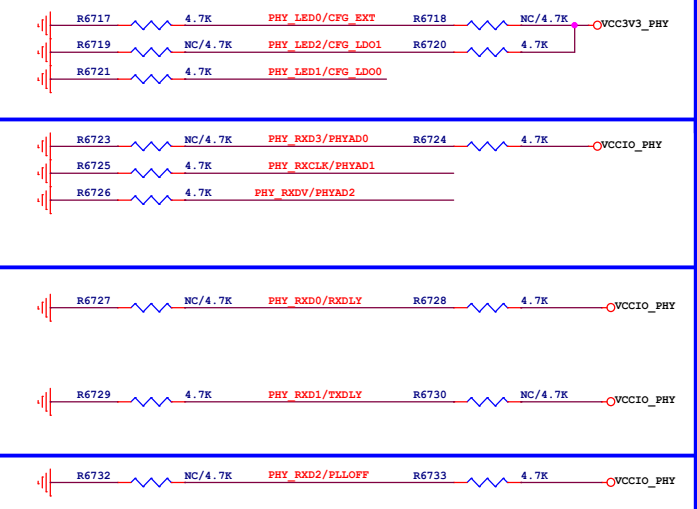 R6717 4.7K PHY_LED0/CFG_EXT R6718 NC/4.7K VCC3V3_PHY
R6719 NC/4.7K PHY_LED2/CFG_LDO1 R6720 4.7K
R6721 4.7K PHY_LED1/CFG_LDO0
R6723 NC/4.7K PHY_RXD3/PHYAD0 R6724 4.7K VCCIO_PHY
R6725 4.7K PHY_RXCLK/PHYAD1
R6726 4.7K PHY_RXDV/PHYAD2
R6727 NC/4.7K PHY_RXD0/RXDLY R6728 4.7K VCCIO_PHY
R6729 4.7K PHY_RXD1/TXDLY R6730 NC/4.7K VCCIO_PHY
R6732 NC/4.7K PHY_RXD2/PLLOFF R6733 4.7K VCCIO_PHY